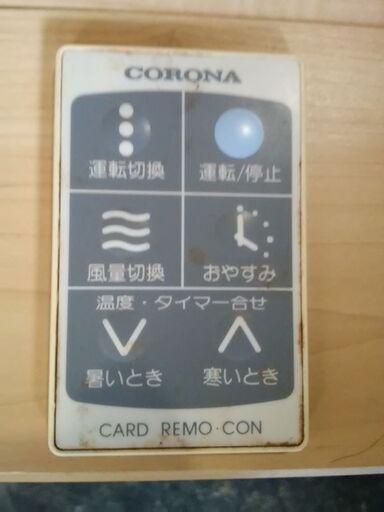 CORONA
運転切換 運転/停止
風量切換 おやすみ
温度・タイマー合せ
暑いとき 寒いとき
CARD REMO·CON